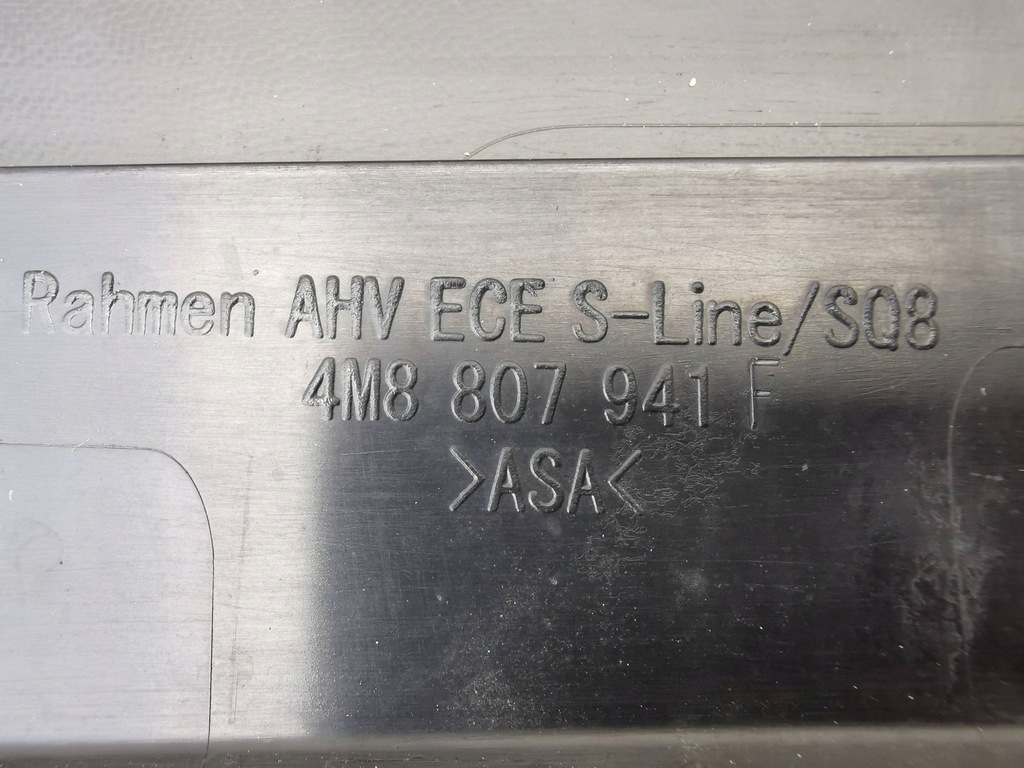 Rahmen AHV ECE S-Line/SQ8
4M8 807 941 F
>ASA<